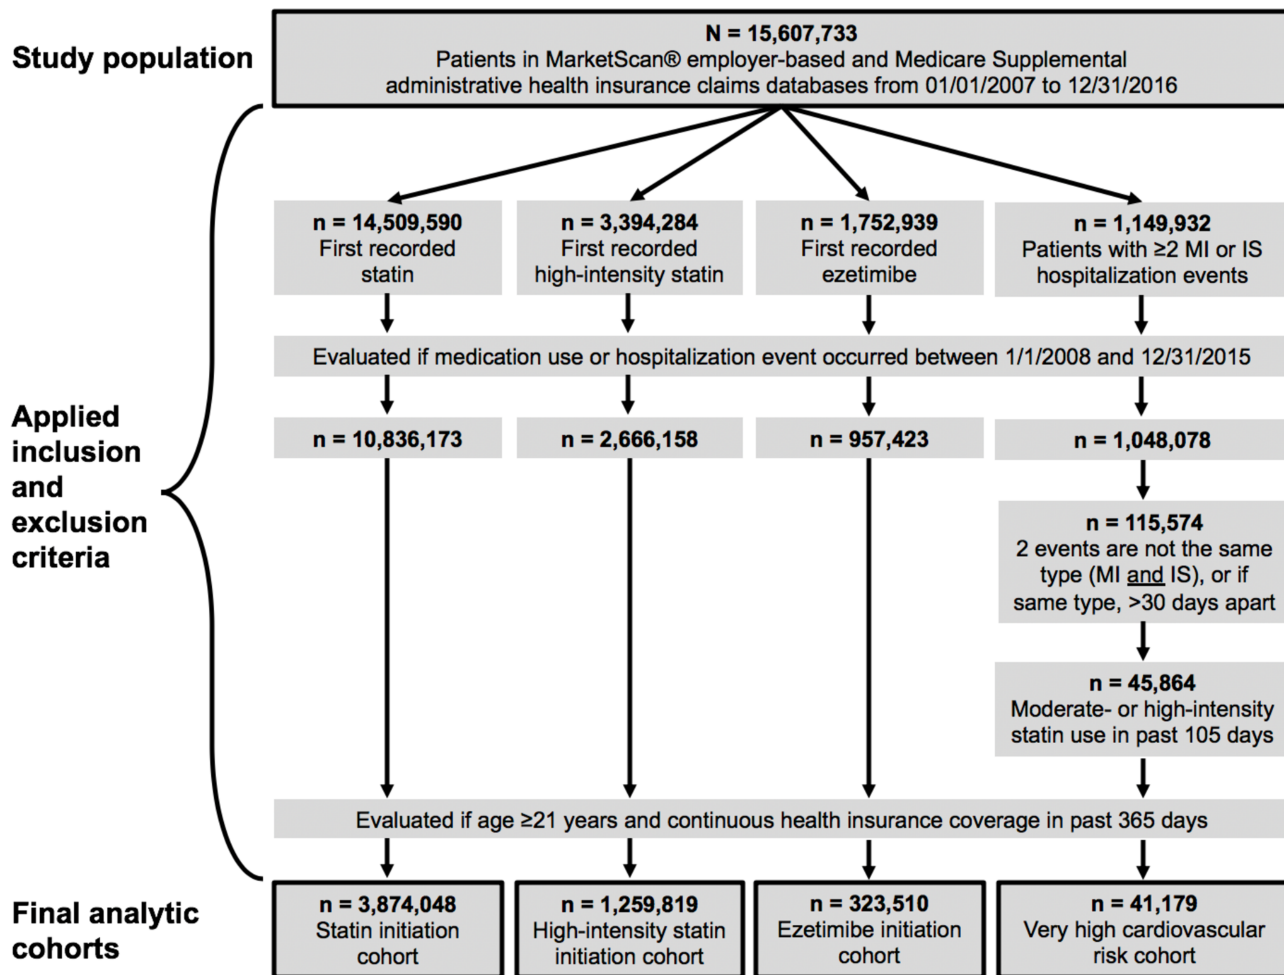 Study population
N = 15,607,733
Patients in MarketScan® employer-based and Medicare Supplemental
administrative health insurance claims databases from 01/01/2007 to 12/31/2016
n = 14,509,590
First recorded
statin
n = 3,394,284
First recorded
high-intensity statin
n = 1,752,939
First recorded
ezetimibe
n = 1,149,932
Patients with ≥2 MI or IS
hospitalization events
Evaluated if medication use or hospitalization event occurred between 1/1/2008 and 12/31/2015
Applied
inclusion
and
exclusion
criteria
n = 10,836,173
n = 2,666,158
n = 957,423
n = 1,048,078
n = 115,574
2 events are not the same
type (MI and IS), or if
same type, >30 days apart
n = 45,864
Moderate- or high-intensity
statin use in past 105 days
Evaluated if age ≥21 years and continuous health insurance coverage in past 365 days
Final analytic
cohorts
n = 3,874,048
Statin initiation
cohort
n = 1,259,819
High-intensity statin
initiation cohort
n = 323,510
Ezetimibe initiation
cohort
n = 41,179
Very high cardiovascular
risk cohort